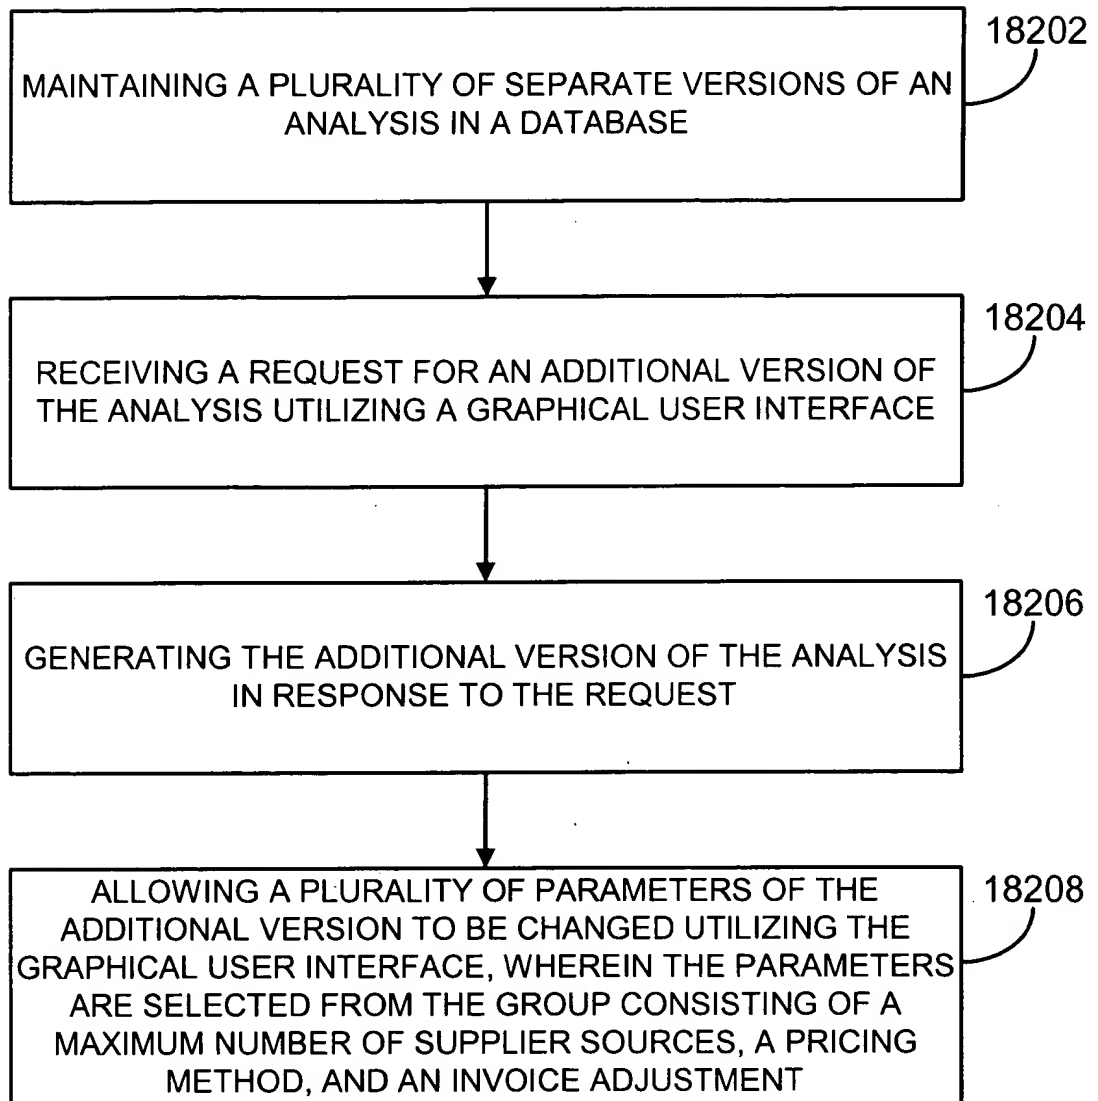 18202
MAINTAINING A PLURALITY OF SEPARATE VERSIONS OF AN
ANALYSIS IN A DATABASE
18204
RECEIVING A REQUEST FOR AN ADDITIONAL VERSION OF
THE ANALYSIS UTILIZING A GRAPHICAL USER INTERFACE
18206
GENERATING THE ADDITIONAL VERSION OF THE ANALYSIS
IN RESPONSE TO THE REQUEST
18208
ALLOWING A PLURALITY OF PARAMETERS OF THE
ADDITIONAL VERSION TO BE CHANGED UTILIZING THE
GRAPHICAL USER INTERFACE, WHEREIN THE PARAMETERS
ARE SELECTED FROM THE GROUP CONSISTING OF A
MAXIMUM NUMBER OF SUPPLIER SOURCES, A PRICING
METHOD, AND AN INVOICE ADJUSTMENT